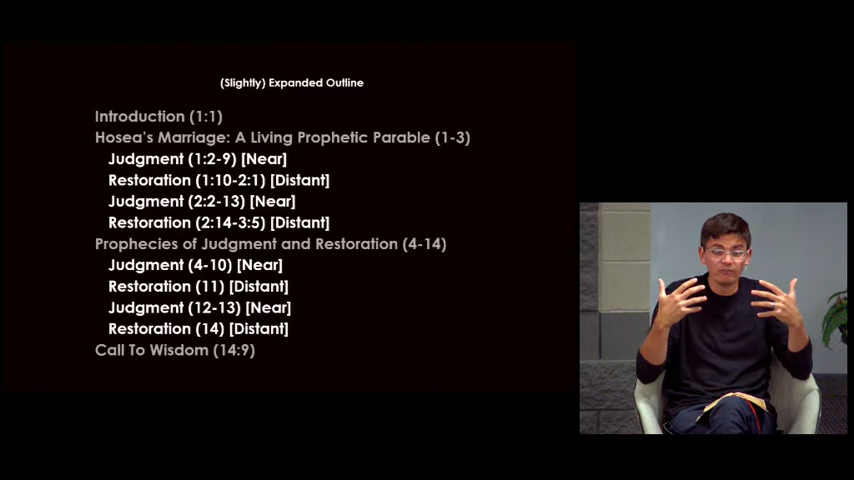 (Slightly) Expanded Outline
Introduction (1:1)
Hosea's Marriage: A Living Prophetic Parable (1-3)
Judgment (1:2-9) [Near]
Restoration (1:10-2:1) [Distant]
Judgment (2:2-13) [Near]
Restoration (2:14-3:5) [Distant]
Prophecies of Judgment and Restoration (4-14)
Judgment (4-10) [Near]
Restoration (11) [Distant]
Judgment (12-13) [Near]
Restoration (14) [Distant]
Call To Wisdom (14:9)